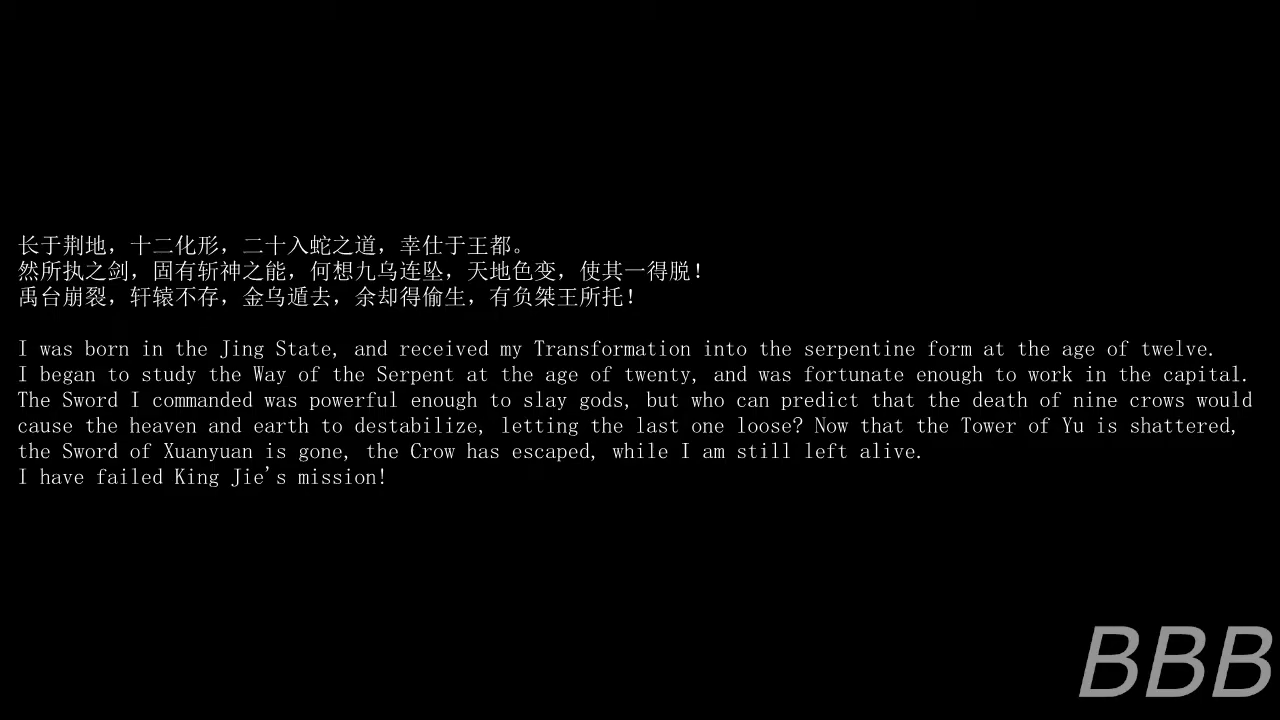 长于荆地，十二化形，二十入蛇之道，幸仕于王都。
然所执之剑，固有斩神之能，何想九乌连坠，天地色变，使其一得脱！
禹台崩裂，轩辕不存，金乌遁去，余却得偷生，有负桀王所托！
I was born in the Jing State, and received my Transformation into the serpentine form at the age of twelve.
I began to study the Way of the Serpent at the age of twenty, and was fortunate enough to work in the capital.
The Sword I commanded was powerful enough to slay gods, but who can predict that the death of nine crows would
cause the heaven and earth to destabilize, letting the last one loose? Now that the Tower of Yu is shattered,
the Sword of Xuanyuan is gone, the Crow has escaped, while I am still left alive.
I have failed King Jie's mission!
BBB